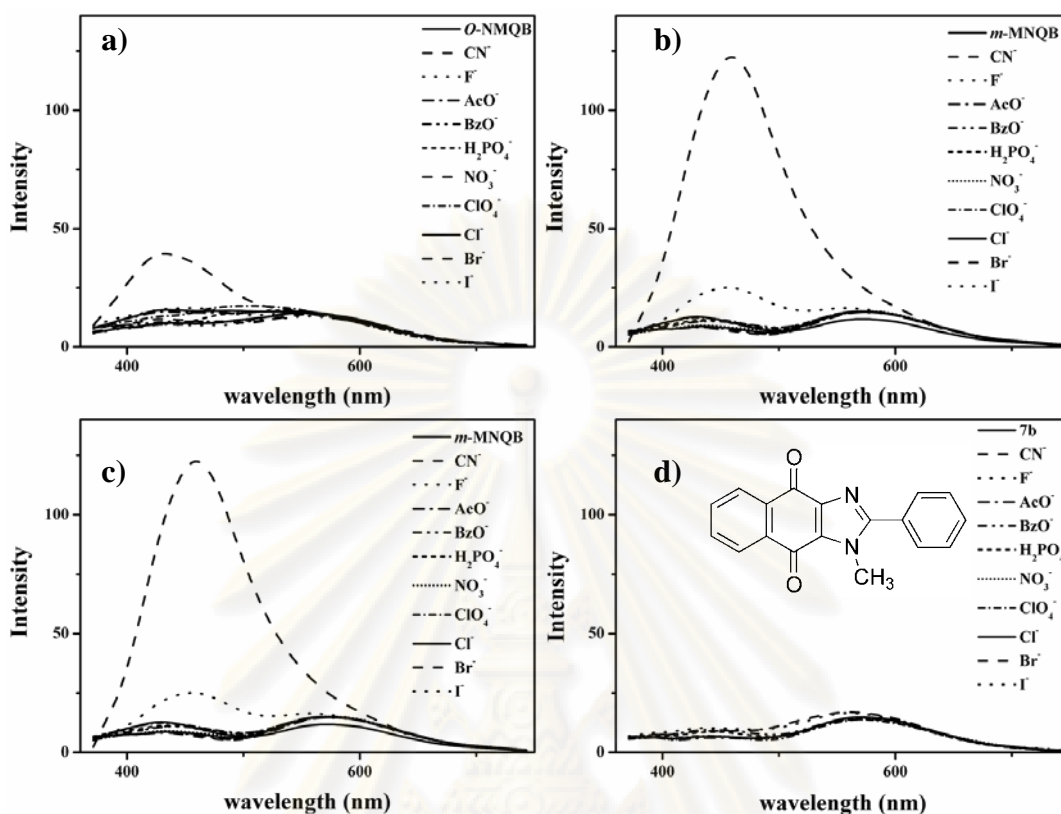 a)
O-NMQB
CN⁻
F⁻
AcO⁻
BzO⁻
H₂PO₄⁻
NO₃⁻
ClO₄⁻
Cl⁻
Br⁻
I⁻
100
50
0
400
600
Intensity
wavelength (nm)
b)
m-MNQB
CN⁻
F⁻
AcO⁻
BzO⁻
H₂PO₄⁻
NO₃⁻
ClO₄⁻
Cl⁻
Br⁻
I⁻
100
50
0
400
600
Intensity
wavelength (nm)
c)
m-MNQB
CN⁻
F⁻
AcO⁻
BzO⁻
H₂PO₄⁻
NO₃⁻
ClO₄⁻
Cl⁻
Br⁻
I⁻
100
50
0
400
600
Intensity
wavelength (nm)
d)
7b
CN⁻
F⁻
AcO⁻
BzO⁻
H₂PO₄
NO₃⁻
ClO₄⁻
Cl⁻
Br⁻
I⁻
O
N
N
CH₃
O
100
50
0
400
600
Intensity
wavelength (nm)